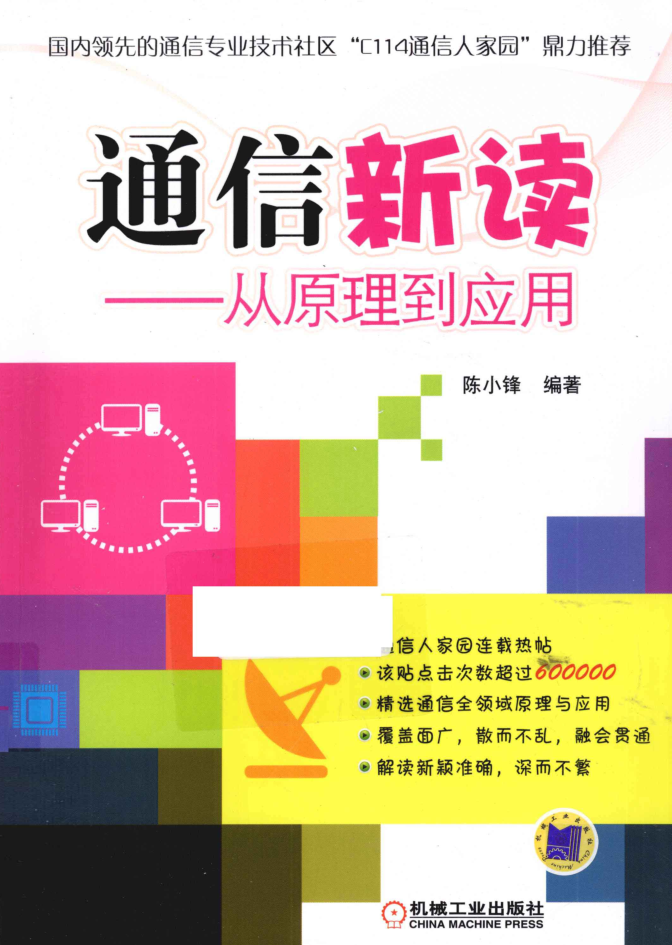 国内领先的通信专业技术社区“C114通信人家园”鼎力推荐
通信新读
——从原理到应用
陈小锋 编著
信人家园连载热帖
该贴点击次数超过600000
精选通信全领域原理与应用
覆盖面广，散而不乱，融会贯通
解读新颖准确，深而不繁
机械工业出版社
CHINA MACHINE PRESS